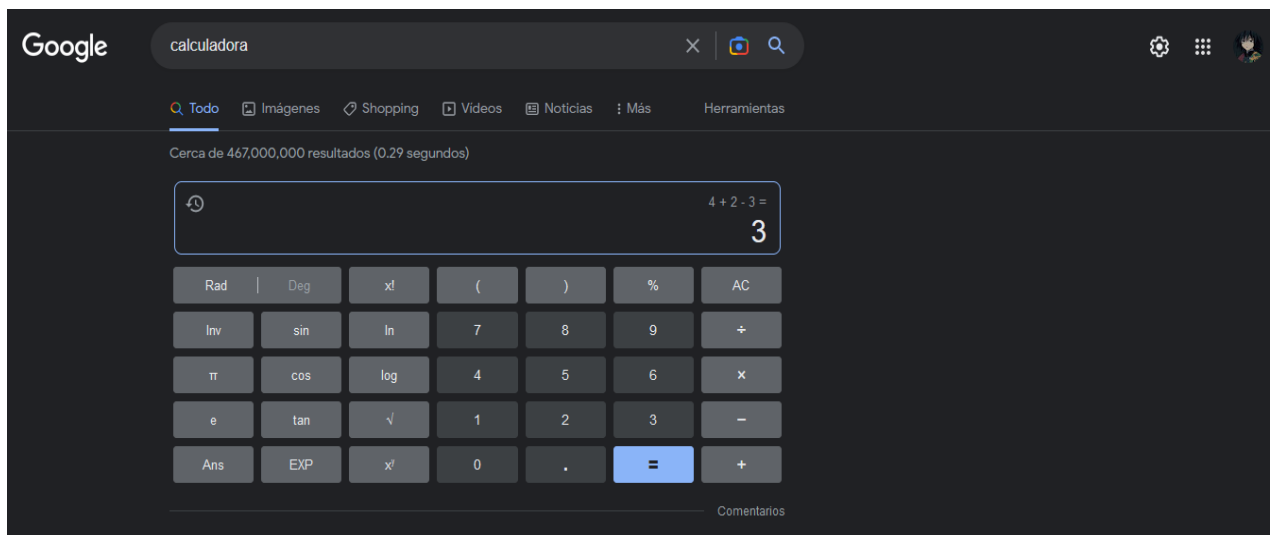 Google
calculadora
Todo Imágenes Shopping Vídeos Noticias Más Herramientas
Cerca de 467,000,000 resultados (0.29 segundos)
4 + 2 - 3 =
3
Rad | Deg x! ( ) % AC
Inv sin ln 7 8 9 ÷
π cos log 4 5 6 ×
e tan √ 1 2 3 −
Ans EXP xʸ 0 . = +
Comentarios